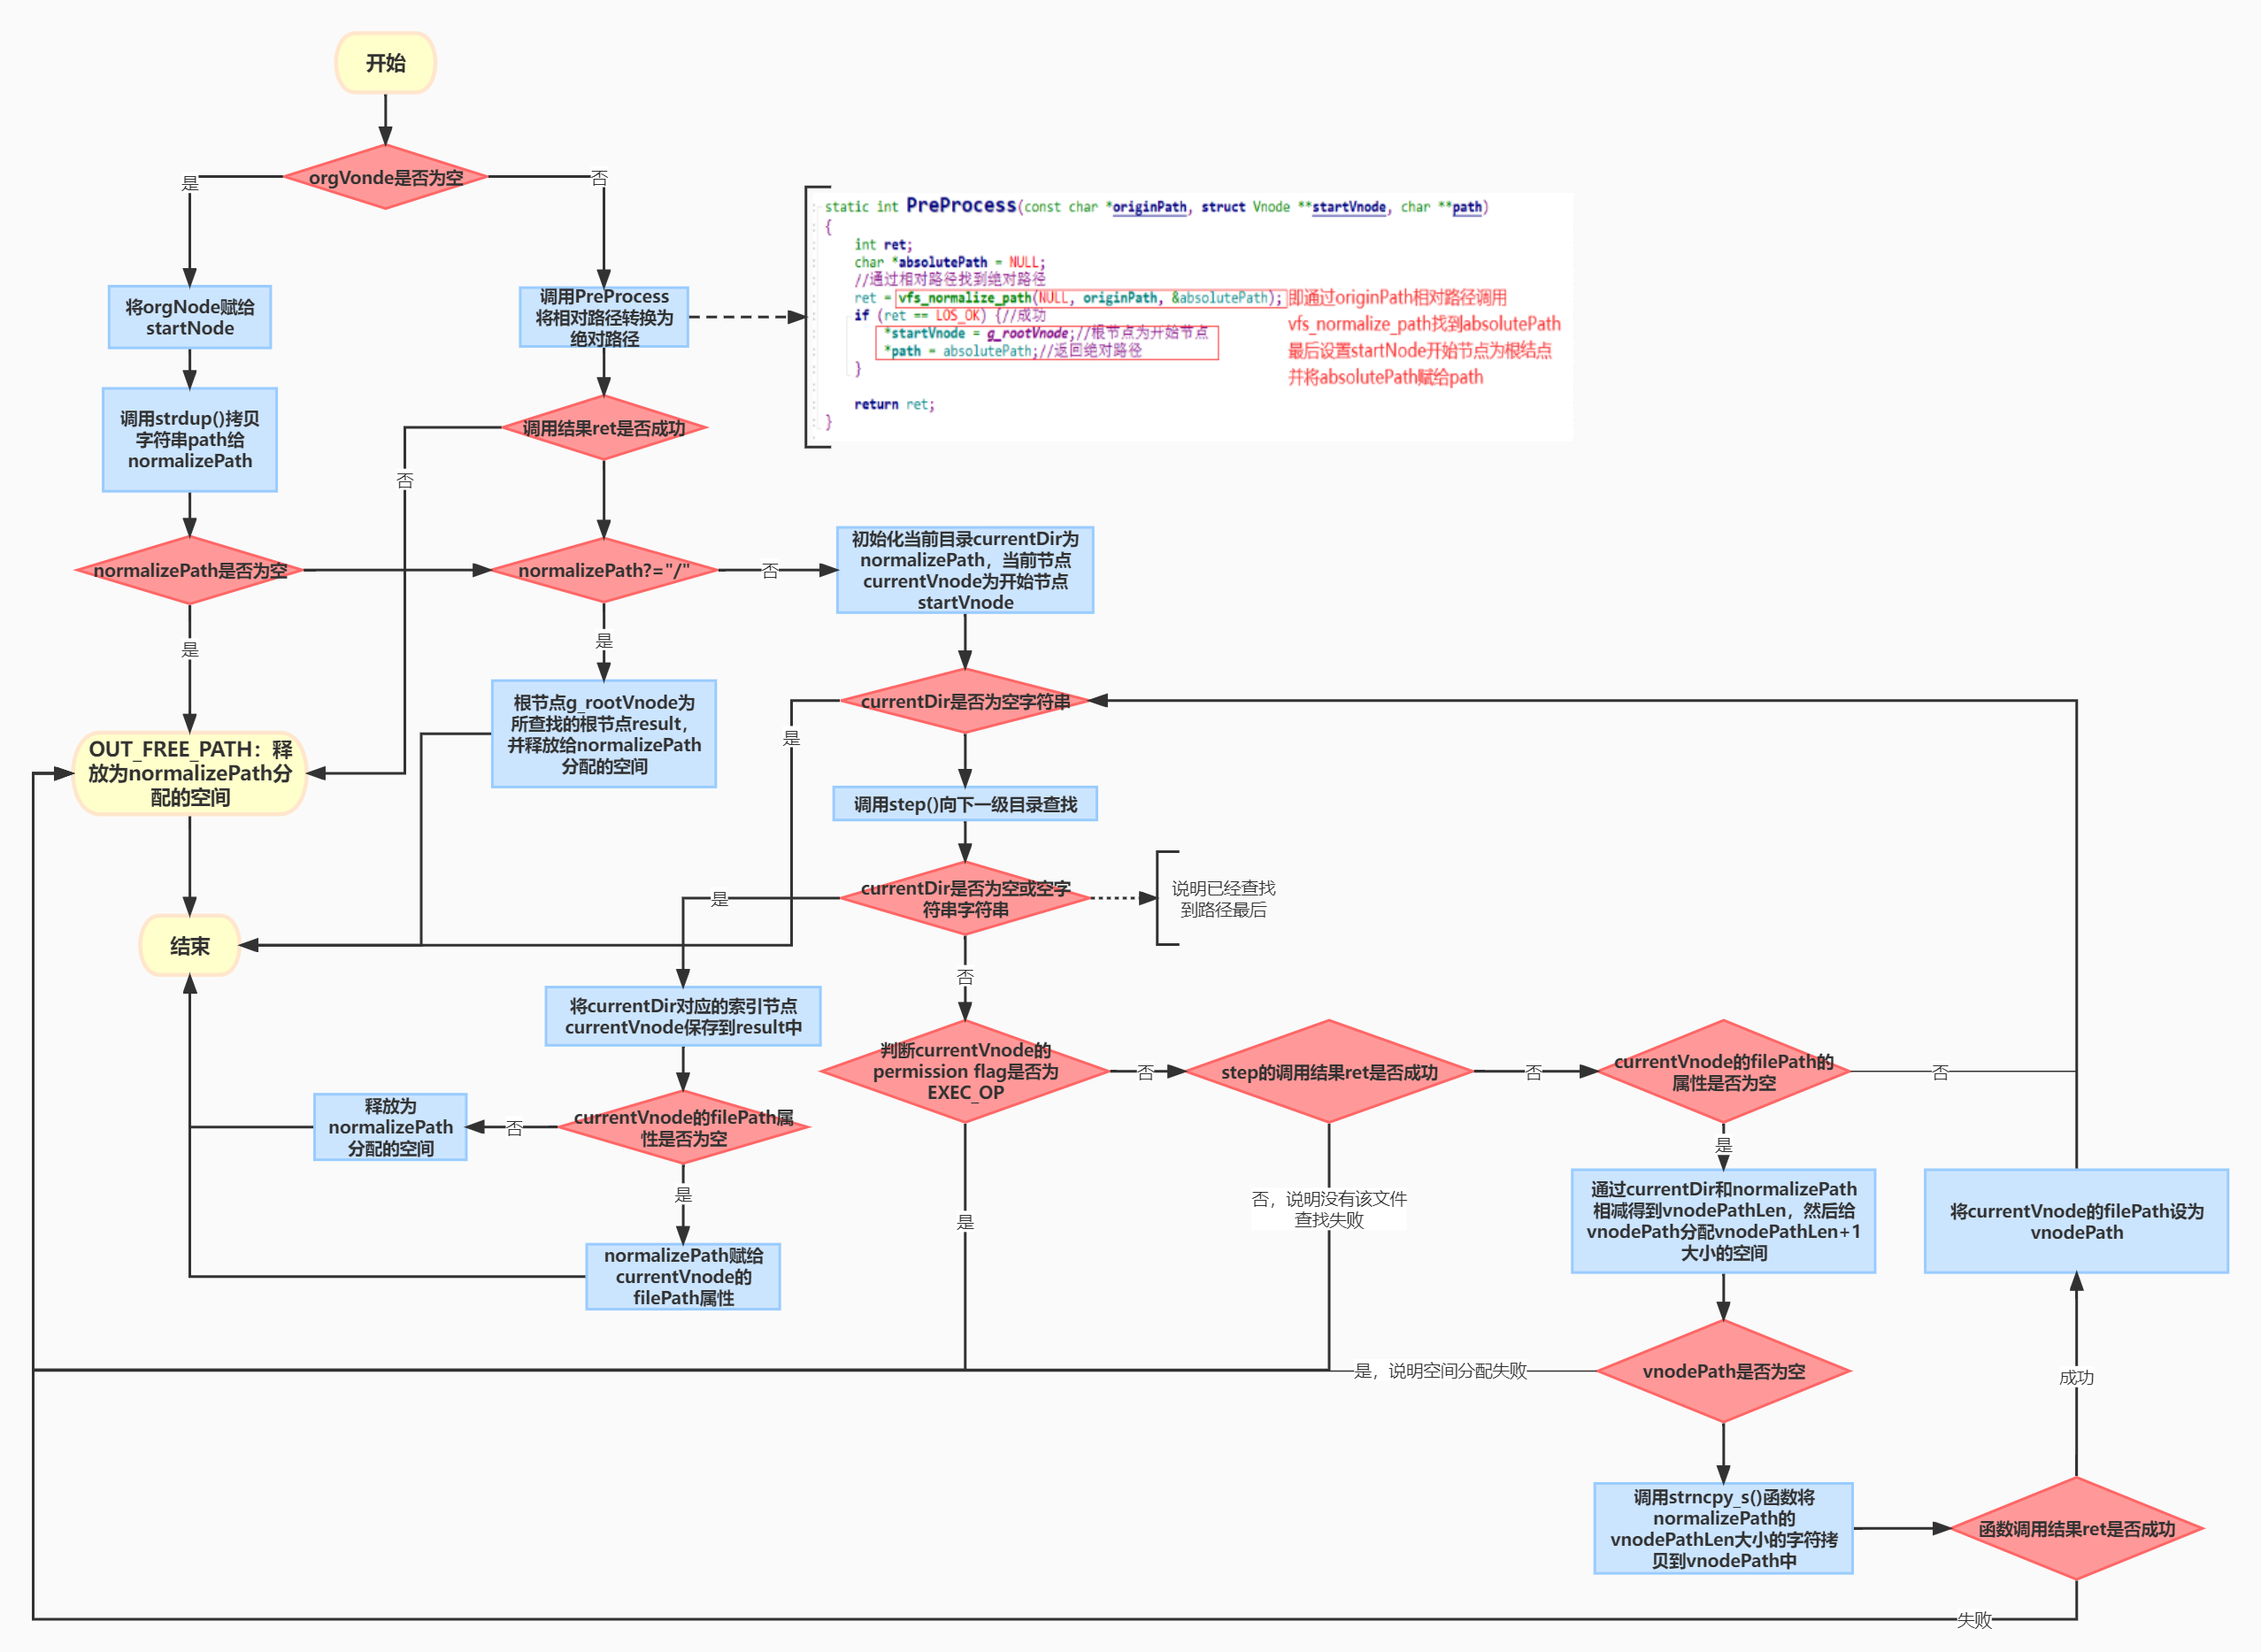 开始
orgVonde是否为空
是
否
将orgNode赋给
startNode
调用PreProcess
将相对路径转换为
绝对路径
static int PreProcess(const char *originPath, struct Vnode **startVnode, char **path)
{
int ret;
char *absolutePath = NULL;
//通过相对路径找到绝对路径
ret = vfs_normalize_path(NULL, originPath, &absolutePath);
if (ret == LOS_OK) {//成功
*startVnode = g_rootVnode;//根节点为开始节点
*path = absolutePath;//返回绝对路径
}
return ret;
}
即通过originPath相对路径调用
vfs_normalize_path找到absolutePath
最后设置startNode开始节点为根结点
并将absolutePath赋给path
调用strdup()拷贝
字符串path给
normalizePath
调用结果ret是否成功
否
normalizePath是否为空
normalizePath?="/"
否
初始化当前目录currentDir为
normalizePath，当前节点
currentVnode为开始节点
startVnode
是
是
根节点g_rootVnode为
所查找的根节点result，
并释放给normalizePath
分配的空间
currentDir是否为空字符串
是
OUT_FREE_PATH：释
放为normalizePath分
配的空间
调用step()向下一级目录查找
currentDir是否为空或空字
符串字符串
是
说明已经查找
到路径最后
结束
否
将currentDir对应的索引节点
currentVnode保存到result中
判断currentVnode的
permission flag是否为
EXEC_OP
否
step的调用结果ret是否成功
否
currentVnode的filePath的
属性是否为空
否
释放为
normalizePath
分配的空间
否
currentVnode的filePath属
性是否为空
是
是
否，说明没有该文件
查找失败
是
通过currentDir和normalizePath
相减得到vnodePathLen，然后给
vnodePath分配vnodePathLen+1
大小的空间
将currentVnode的filePath设为
vnodePath
normalizePath赋给
currentVnode的
filePath属性
是，说明空间分配失败
vnodePath是否为空
成功
调用strncpy_s()函数将
normalizePath的
vnodePathLen大小的字符拷
贝到vnodePath中
函数调用结果ret是否成功
失败